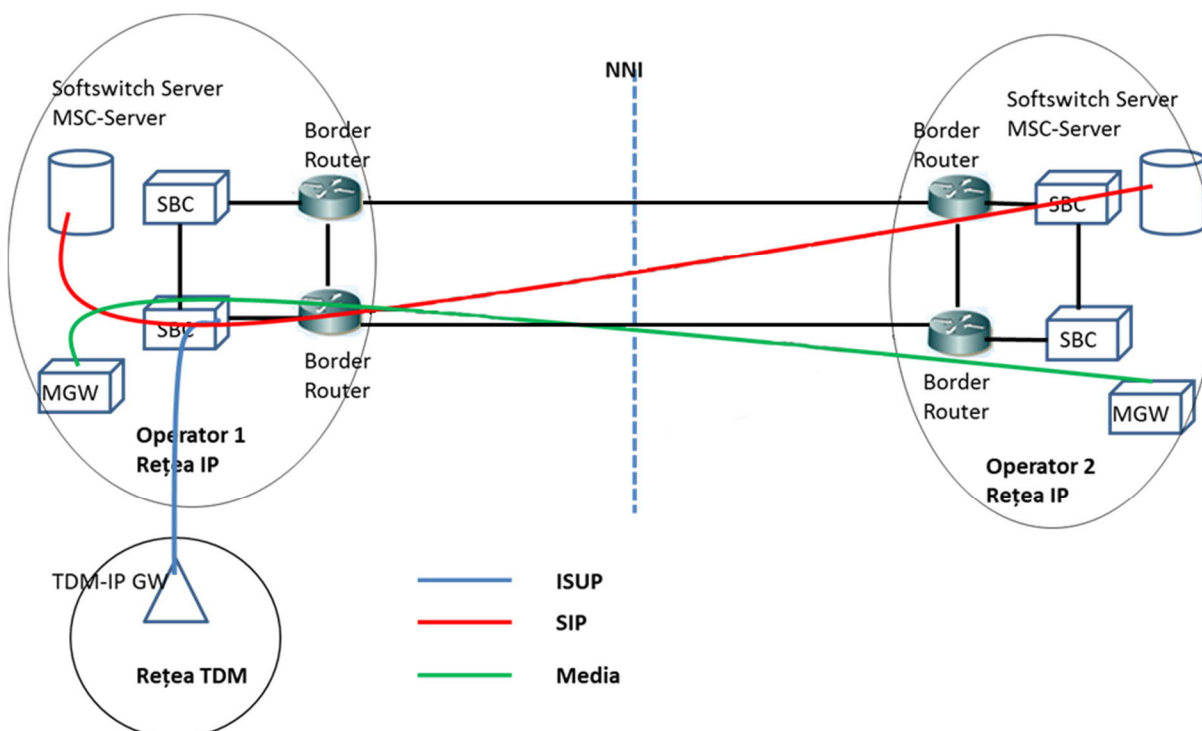 Softswitch Server
MSC-Server
Border
Router
SBC
SBC
Border
Router
MGW
Operator 1
Rețea IP
TDM-IP GW
Rețea TDM
NNI
ISUP
SIP
Media
Softswitch Server
MSC-Server
Border
Router
SBC
SBC
Border
Router
MGW
Operator 2
Rețea IP